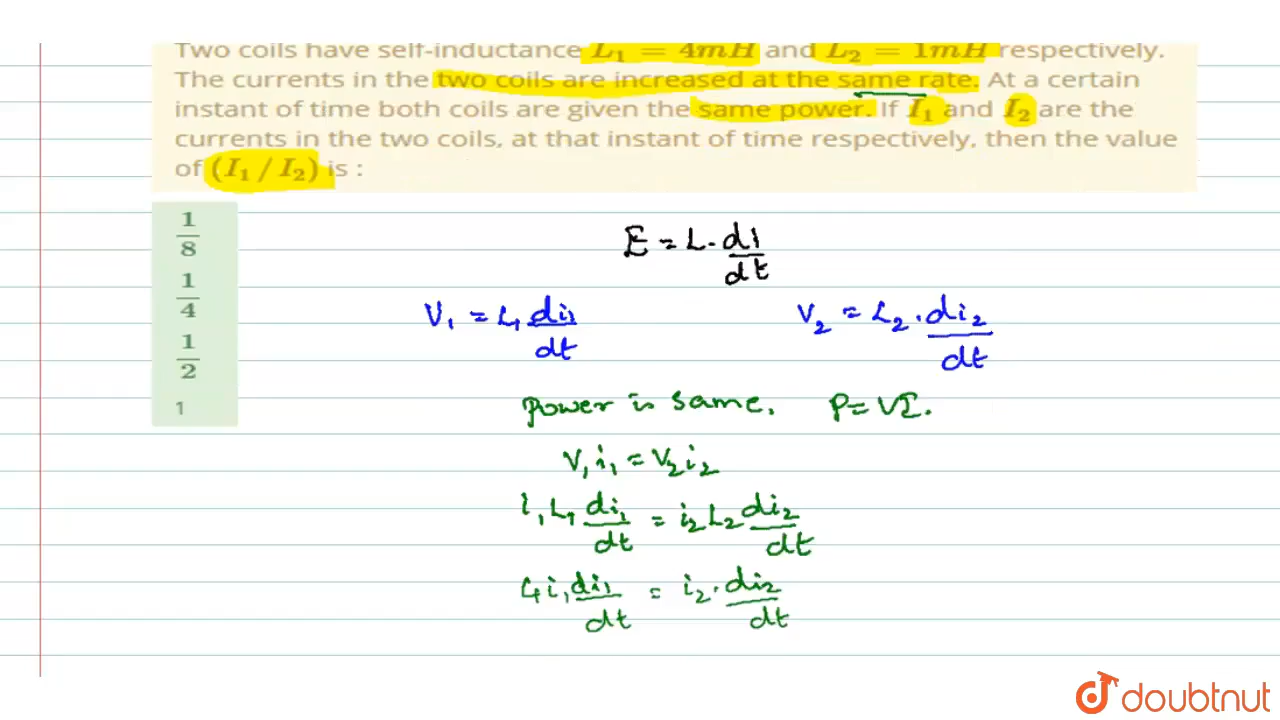 Two coils have self-inductance L₁ = 4mH and L₂ = 1mH respectively.
The currents in the two coils are increased at the same rate. At a certain
instant of time both coils are given the same power. If I₁ and I₂ are the
currents in the two coils, at that instant of time respectively, then the value
of (I₁ / I₂) is :
1/8
1/4
1/2
1
E = L. di/dt
V₁ = L₁ di₁/dt
V₂ = L₂. di₂/dt
Power is same. P = VI.
V₁i₁ = V₂i₂
i₁L₁ di₁/dt = i₂L₂ di₂/dt
4i₁ di₁/dt = i₂. di₂/dt
doubtnut